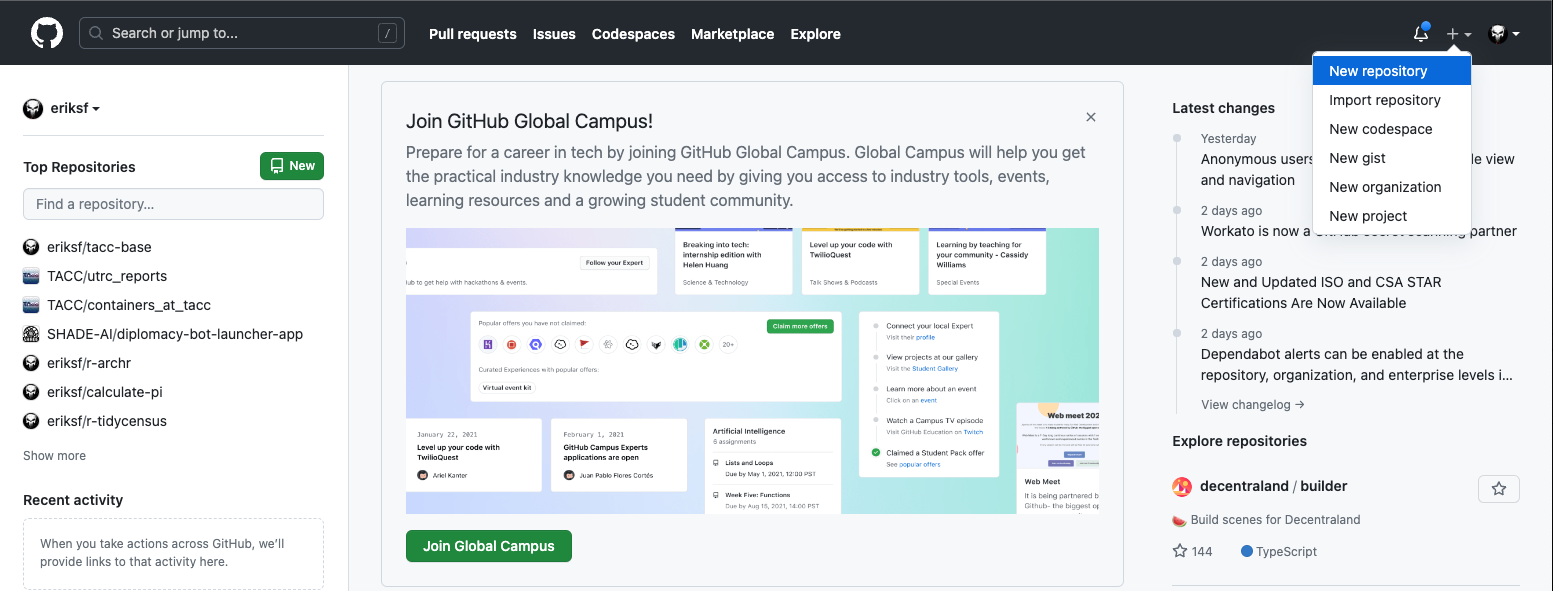 Search or jump to...
/
Pull requests
Issues
Codespaces
Marketplace
Explore
New repository
Import repository
New codespace
New gist
New organization
New project
eriksf
Top Repositories
New
Find a repository...
eriksf/tacc-base
TACC/utrc_reports
TACC/containers_at_tacc
SHADE-AI/diplomacy-bot-launcher-app
eriksf/r-archr
eriksf/calculate-pi
eriksf/r-tidycensus
Show more
Recent activity
When you take actions across GitHub, we'll
provide links to that activity here.
Join GitHub Global Campus!
Prepare for a career in tech by joining GitHub Global Campus. Global Campus will help you get
the practical industry knowledge you need by giving you access to industry tools, events,
learning resources and a growing student community.
Follow your Expert
ub to get help with hackathons & events.
Breaking into tech:
internship edition with
Helen Huang
Science & Technology
Level up your code with
TwilioQuest
Talk Shows & Podcasts
Learning by teaching for
your community - Cassidy
Williams
Special Events
Popular offers you have not claimed:
Claim more offers
20+
Curated Experiences with popular offers:
Virtual event kit
Connect your local Expert
Visit their profile
View projects at our gallery
Visit the Student Gallery
Learn more about an event
Click on an event
Watch a Campus TV episode
Visit GitHub Education on Twitch
Claimed a Student Pack offer
See popular offers
January 22, 2021
Level up your code with
TwilioQuest
Ariel Kanter
February 1, 2021
GitHub Campus Experts
applications are open
Juan Pablo Flores Cortés
Artificial Intelligence
8 assignments
Lists and Loops
Due by May 1, 2021, 12:00 PST
Week Five: Functions
Due by Aug 18, 2021, 14:00 PST
Web meet 202
Web Meet
It is being partnered b
Github- the biggest op
Join Global Campus
Latest changes
Yesterday
Anonymous users
view
and navigation
2 days ago
Workato is now a GitHub secret scanning partner
2 days ago
New and Updated ISO and CSA STAR
Certifications Are Now Available
2 days ago
Dependabot alerts can be enabled at the
repository, organization, and enterprise levels i...
View changelog →
Explore repositories
decentraland / builder
Build scenes for Decentraland
144
TypeScript